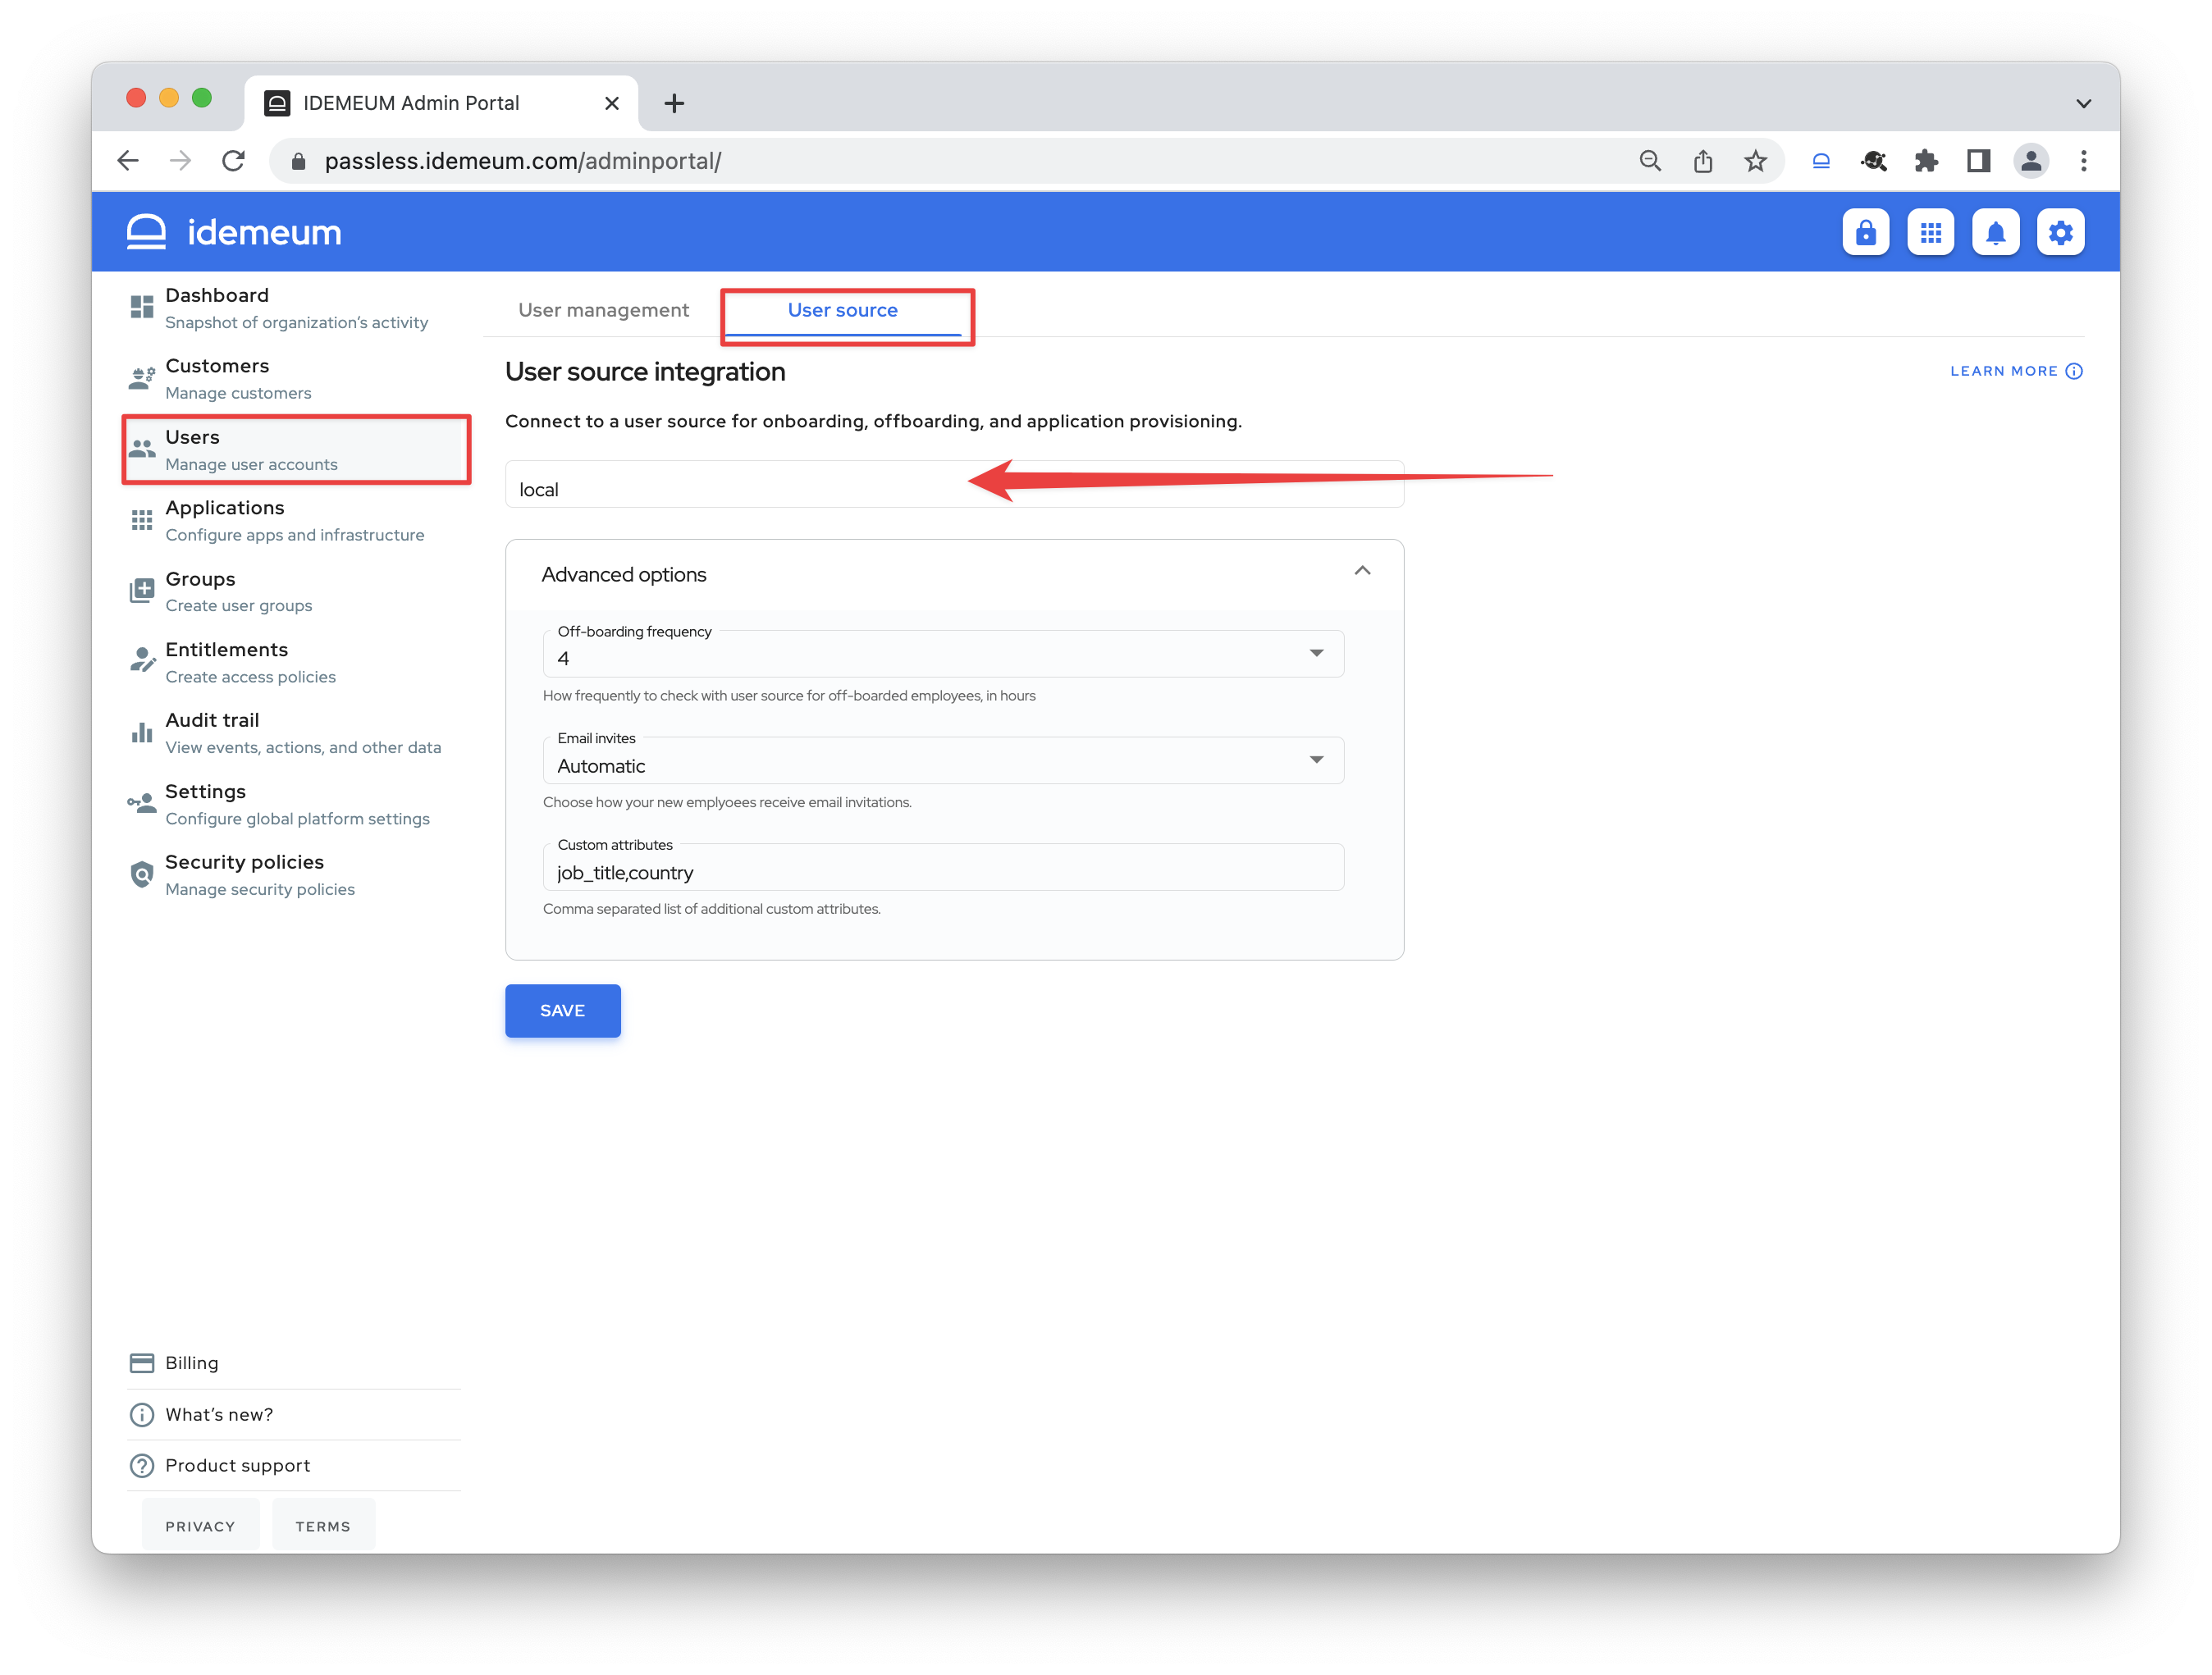 IDEMEUM Admin Portal
passless.idemeum.com/adminportal/
idemeum
Dashboard
Snapshot of organization's activity
Customers
Manage customers
Users
Manage user accounts
Applications
Configure apps and infrastructure
Groups
Create user groups
Entitlements
Create access policies
Audit trail
View events, actions, and other data
Settings
Configure global platform settings
Security policies
Manage security policies
Billing
What's new?
Product support
PRIVACY TERMS
User management User source
User source integration
LEARN MORE
Connect to a user source for onboarding, offboarding, and application provisioning.
local
Advanced options
Off-boarding frequency
4
How frequently to check with user source for off-boarded employees, in hours
Email invites
Automatic
Choose how your new emplyoees receive email invitations.
Custom attributes
job_title,country
Comma separated list of additional custom attributes.
SAVE